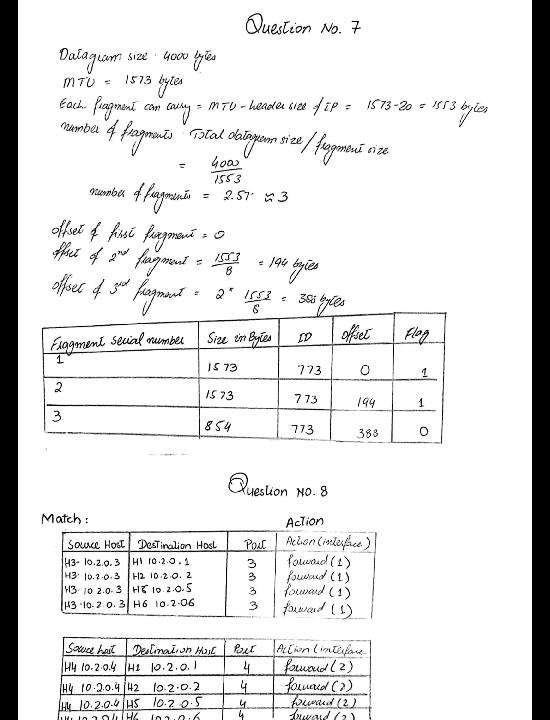 Question No. 7
Datagram size 4000 bytes
MTU = 1573 bytes
Each fragment can carry = MTU - header size of IP = 1573-20 = 1553 bytes
number of fragments Total datagram size / fragment size
= 4000
1553
number of fragments = 2.57 ≈ 3
offset of first fragment = 0
offset of 2nd fragment = 1553/8 = 194 bytes
offset of 3rd fragment = 2* 1553/8 = 388 bytes
Fragment serial number Size in Bytes ID Offset Flag
1 1573 773 0 1
2 1573 773 194 1
3 854 773 388 0
Question No. 8
Match: Action
Source Host Destination Host Port Action (interface)
H3- 10.2.0.3 H1 10.2.0.1 3 forward (1)
H3- 10.2.0.3 H2 10.2.0.2 3 forward (1)
H3- 10.2.0.3 H5 10.2.0.5 3 forward (1)
H3-10.2.0.3 H6 10.2.06 3 forward (1)
Source host Destination Host Port Action (interface
H4 10.2.0.4 H1 10.2.0.1 4 forward (2)
H4 10.2.0.4 H2 10.2.0.2 4 forward (2)
H4 10.2.0.4 H5 10.2.0.5 4 forward (2)
H4 10.2.0.4 H6 10.2.0.6 4 forward (2)